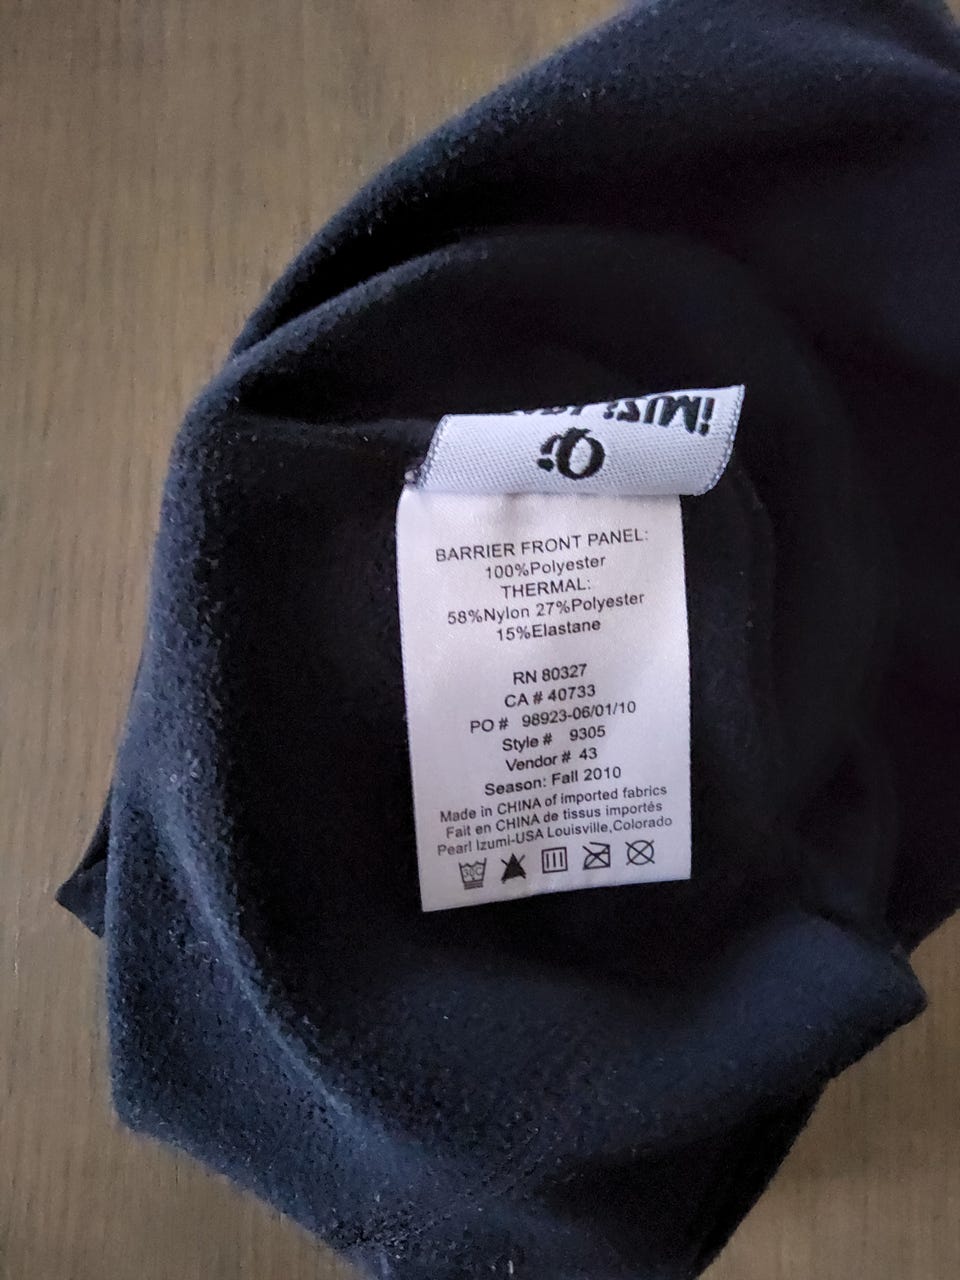 iZUMi
BARRIER FRONT PANEL:
100%Polyester
THERMAL:
58%Nylon 27%Polyester
15%Elastane
RN 80327
CA # 40733
PO # 98923-06/01/10
Style # 9305
Vendor # 43
Season: Fall 2010
Made in CHINA of imported fabrics
Fait en CHINA de tissus importés
Pearl Izumi-USA Louisville,Colorado
30C